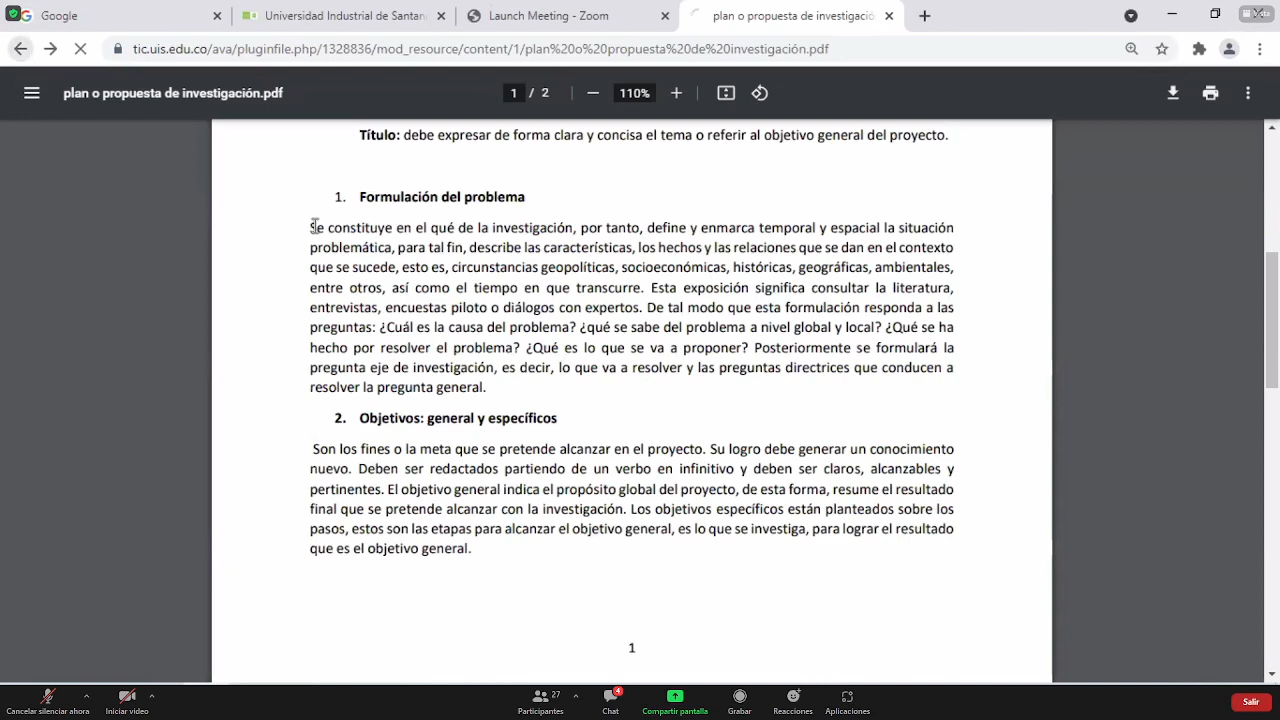 Google
Universidad Industrial de Santan
Launch Meeting - Zoom
plan o propuesta de investigació
tic.uis.edu.co/ava/pluginfile.php/1328836/mod_resource/content/1/plan%20o%20propuesta%20de%20investigación.pdf
plan o propuesta de investigación.pdf
1 / 2
110%
Título: debe expresar de forma clara y concisa el tema o referir al objetivo general del proyecto.
1. Formulación del problema
Se constituye en el qué de la investigación, por tanto, define y enmarca temporal y espacial la situación
problemática, para tal fin, describe las características, los hechos y las relaciones que se dan en el contexto
que se sucede, esto es, circunstancias geopolíticas, socioeconómicas, históricas, geográficas, ambientales,
entre otros, así como el tiempo en que transcurre. Esta exposición significa consultar la literatura,
entrevistas, encuestas piloto o diálogos con expertos. De tal modo que esta formulación responda a las
preguntas: ¿Cuál es la causa del problema? ¿qué se sabe del problema a nivel global y local? ¿Qué se ha
hecho por resolver el problema? ¿Qué es lo que se va a proponer? Posteriormente se formulará la
pregunta eje de investigación, es decir, lo que va a resolver y las preguntas directrices que conducen a
resolver la pregunta general.
2. Objetivos: general y específicos
Son los fines o la meta que se pretende alcanzar en el proyecto. Su logro debe generar un conocimiento
nuevo. Deben ser redactados partiendo de un verbo en infinitivo y deben ser claros, alcanzables y
pertinentes. El objetivo general indica el propósito global del proyecto, de esta forma, resume el resultado
final que se pretende alcanzar con la investigación. Los objetivos específicos están planteados sobre los
pasos, estos son las etapas para alcanzar el objetivo general, es lo que se investiga, para lograr el resultado
que es el objetivo general.
1
Cancelar silenciar ahora
Iniciar video
27
Participantes
4
Chat
Compartir pantalla
Grabar
Reacciones
Aplicaciones
Salir